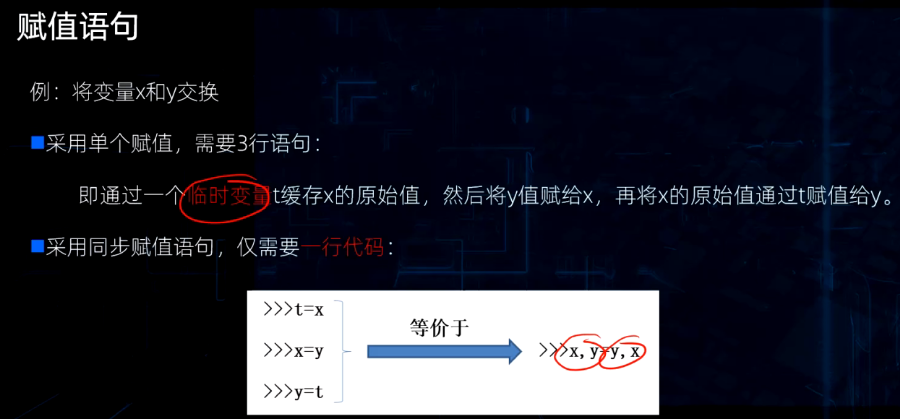 赋值语句
例：将变量x和y交换
采用单个赋值，需要3行语句：
即通过一个临时变量t缓存x的原始值，然后将y值赋给x，再将x的原始值通过t赋值给y。
采用同步赋值语句，仅需要一行代码：
>>>t=x
>>>x=y
>>>y=t
等价于
>>>x,y=y,x